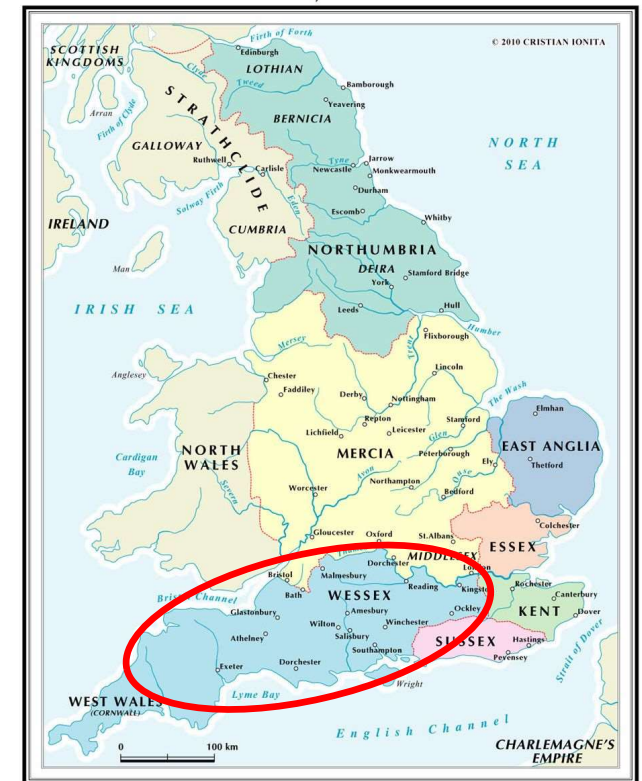 © 2010 CRISTIAN IONITA
SCOTTISH
KINGDOMS
Firth of Forth
Edinburgh
LOTHIAN
Clyde
Tweed
Bamborough
Yeavering
BERNICIA
Arran
Firth of Clyde
STRATHCLIDE
GALLOWAY
NORTH
SEA
Ruthwell
Carlisle
Tyne
Jarrow
Newcastle
Monkwearmouth
Durham
Solway Firth
Eden
Escomb
Whitby
IRELAND
CUMBRIA
NORTHUMBRIA
DEIRA
Stamford Bridge
Man
York
IRISH SEA
Leeds
Hull
Humber
Flixborough
Mersey
Trent
Lincoln
Anglesey
Chester
Faddiley
The Wash
Derby
Nottingham
Elmhan
Repton
Stamford
Lichfield
Leicester
Glen
EAST ANGLIA
Cardigan
Bay
NORTH
WALES
MERCIA
Peterborough
Ely
Thetford
Severn
Avon
Ouse
Worcester
Northampton
Bedford
Colchester
Gloucester
Oxford
St.Albans
ESSEX
MIDDLESEX
Dorchester
London
Bristol
Malmesbury
Reading
Rochester
Bath
WESSEX
Kingston
Canterbury
Bristol Channel
Glastonbury
Amesbury
Ockley
KENT
Dover
Wilton
Winchester
Athelney
Salisbury
SUSSEX
Hastings
Southampton
Pevensey
Strait of Dover
Exeter
Dorchester
Wright
WEST WALES
(CORNWALL)
Lyme Bay
English Channel
0 100 km
CHARLEMAGNE'S
EMPIRE